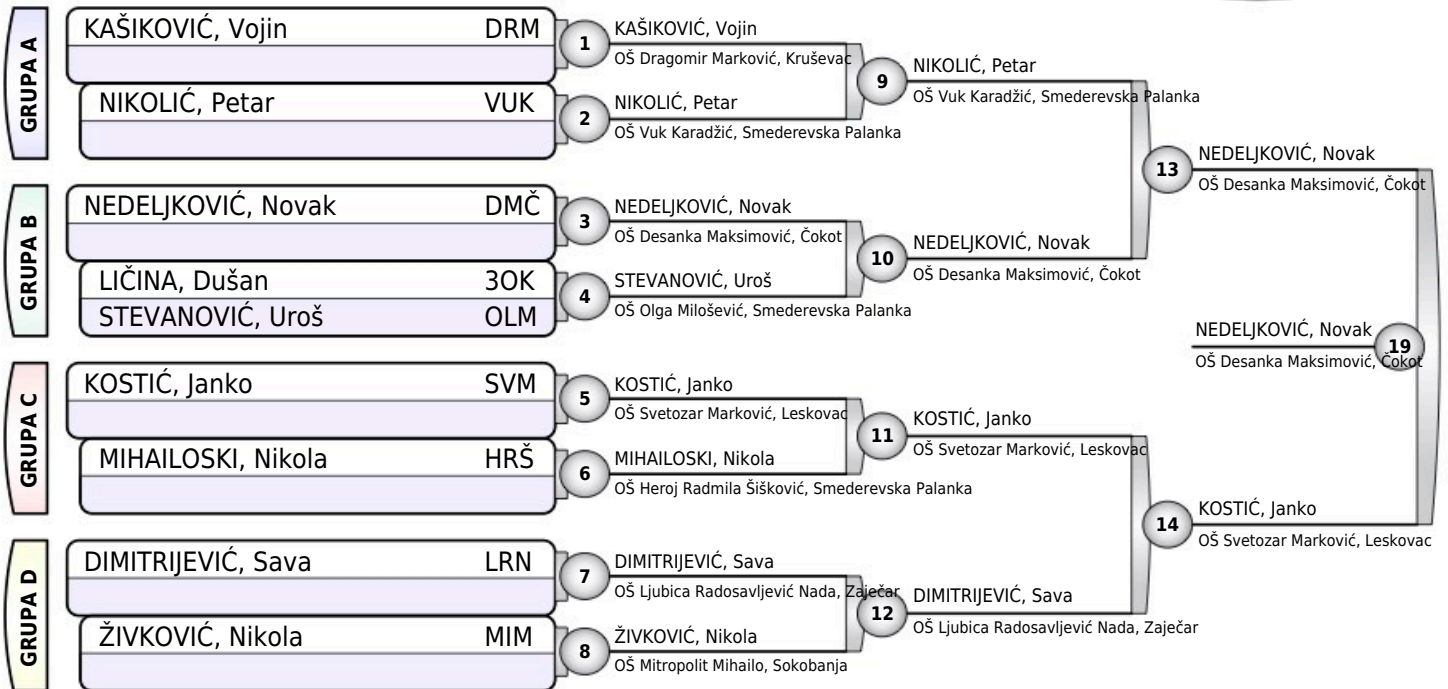 GRUPA A
KAŠIKOVIĆ, Vojin DRM
NIKOLIĆ, Petar VUK
1
KAŠIKOVIĆ, Vojin
OŠ Dragomir Marković, Kruševac
2
NIKOLIĆ, Petar
OŠ Vuk Karadžić, Smederevska Palanka
9
NIKOLIĆ, Petar
OŠ Vuk Karadžić, Smederevska Palanka
GRUPA B
NEDELJKOVIĆ, Novak DMČ
LIČINA, Dušan 3OK
STEVANOVIĆ, Uroš OLM
3
NEDELJKOVIĆ, Novak
OŠ Desanka Maksimović, Čokot
4
STEVANOVIĆ, Uroš
OŠ Olga Milošević, Smederevska Palanka
10
NEDELJKOVIĆ, Novak
OŠ Desanka Maksimović, Čokot
13
NEDELJKOVIĆ, Novak
OŠ Desanka Maksimović, Čokot
GRUPA C
KOSTIĆ, Janko SVM
MIHAILOSKI, Nikola HRŠ
5
KOSTIĆ, Janko
OŠ Svetozar Marković, Leskovac
6
MIHAILOSKI, Nikola
OŠ Heroj Radmila Šišković, Smederevska Palanka
11
KOSTIĆ, Janko
OŠ Svetozar Marković, Leskovac
GRUPA D
DIMITRIJEVIĆ, Sava LRN
ŽIVKOVIĆ, Nikola MIM
7
DIMITRIJEVIĆ, Sava
OŠ Ljubica Radosavljević Nada, Zaječar
8
ŽIVKOVIĆ, Nikola
OŠ Mitropolit Mihailo, Sokobanja
12
DIMITRIJEVIĆ, Sava
OŠ Ljubica Radosavljević Nada, Zaječar
14
KOSTIĆ, Janko
OŠ Svetozar Marković, Leskovac
NEDELJKOVIĆ, Novak
OŠ Desanka Maksimović, Čokot
19